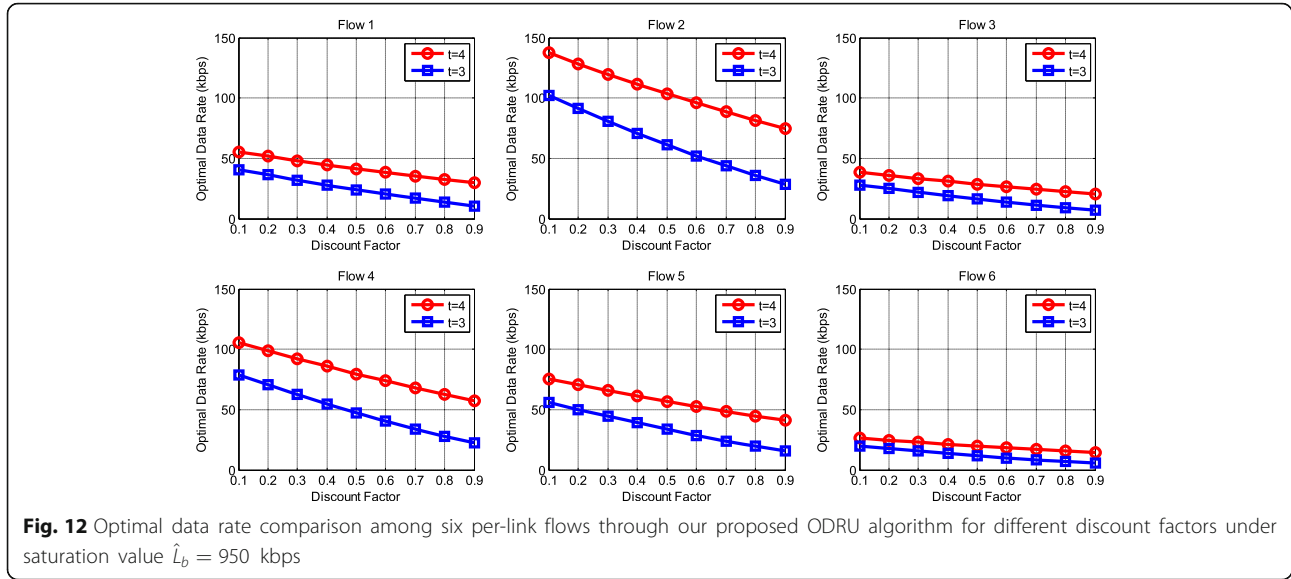 Flow 1
Optimal Data Rate (kbps)
150
100
50
0
t=4
t=3
0.1 0.2 0.3 0.4 0.5 0.6 0.7 0.8 0.9
Discount Factor
Flow 2
Optimal Data Rate (kbps)
150
100
50
0
t=4
t=3
0.1 0.2 0.3 0.4 0.5 0.6 0.7 0.8 0.9
Discount Factor
Flow 3
Optimal Data Rate (kbps)
150
100
50
0
t=4
t=3
0.1 0.2 0.3 0.4 0.5 0.6 0.7 0.8 0.9
Discount Factor
Flow 4
Optimal Data Rate (kbps)
150
100
50
0
t=4
t=3
0.1 0.2 0.3 0.4 0.5 0.6 0.7 0.8 0.9
Discount Factor
Flow 5
Optimal Data Rate (kbps)
150
100
50
0
t=4
t=3
0.1 0.2 0.3 0.4 0.5 0.6 0.7 0.8 0.9
Discount Factor
Flow 6
Optimal Data Rate (kbps)
150
100
50
0
t=4
t=3
0.1 0.2 0.3 0.4 0.5 0.6 0.7 0.8 0.9
Discount Factor
Fig. 12 Optimal data rate comparison among six per-link flows through our proposed ODRU algorithm for different discount factors under
saturation value L̂_b = 950 kbps